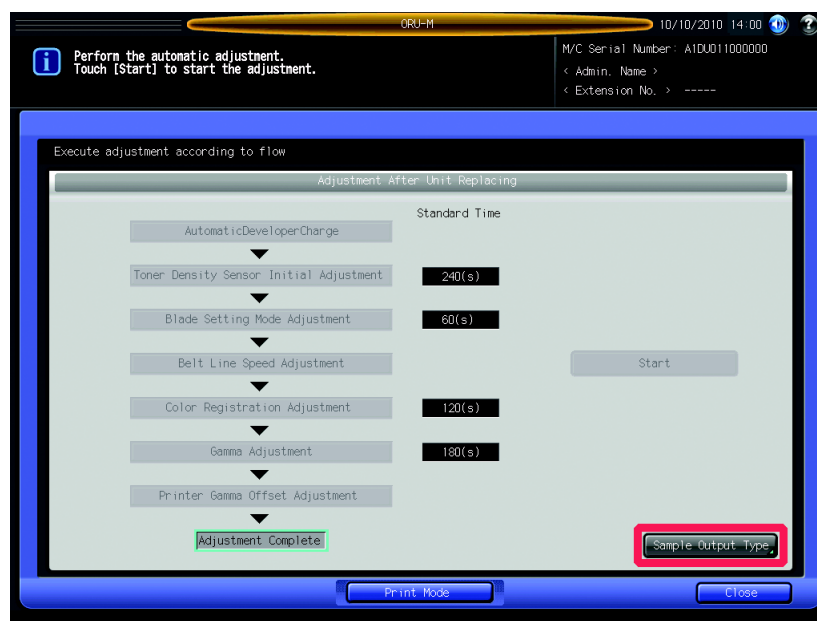 ORU-M
10/10/2010 14:00
Perform the automatic adjustment.
Touch [Start] to start the adjustment.
M/C Serial Number: A1DU011000000
< Admin. Name >
< Extension No. > -----
Execute adjustment according to flow
Adjustment After Unit Replacing
Standard Time
AutomaticDeveloperCharge
Toner Density Sensor Initial Adjustment 240(s)
Blade Setting Mode Adjustment 60(s)
Belt Line Speed Adjustment
Start
Color Registration Adjustment 120(s)
Gamma Adjustment 180(s)
Printer Gamma Offset Adjustment
Adjustment Complete
Sample Output Type
Print Mode
Close